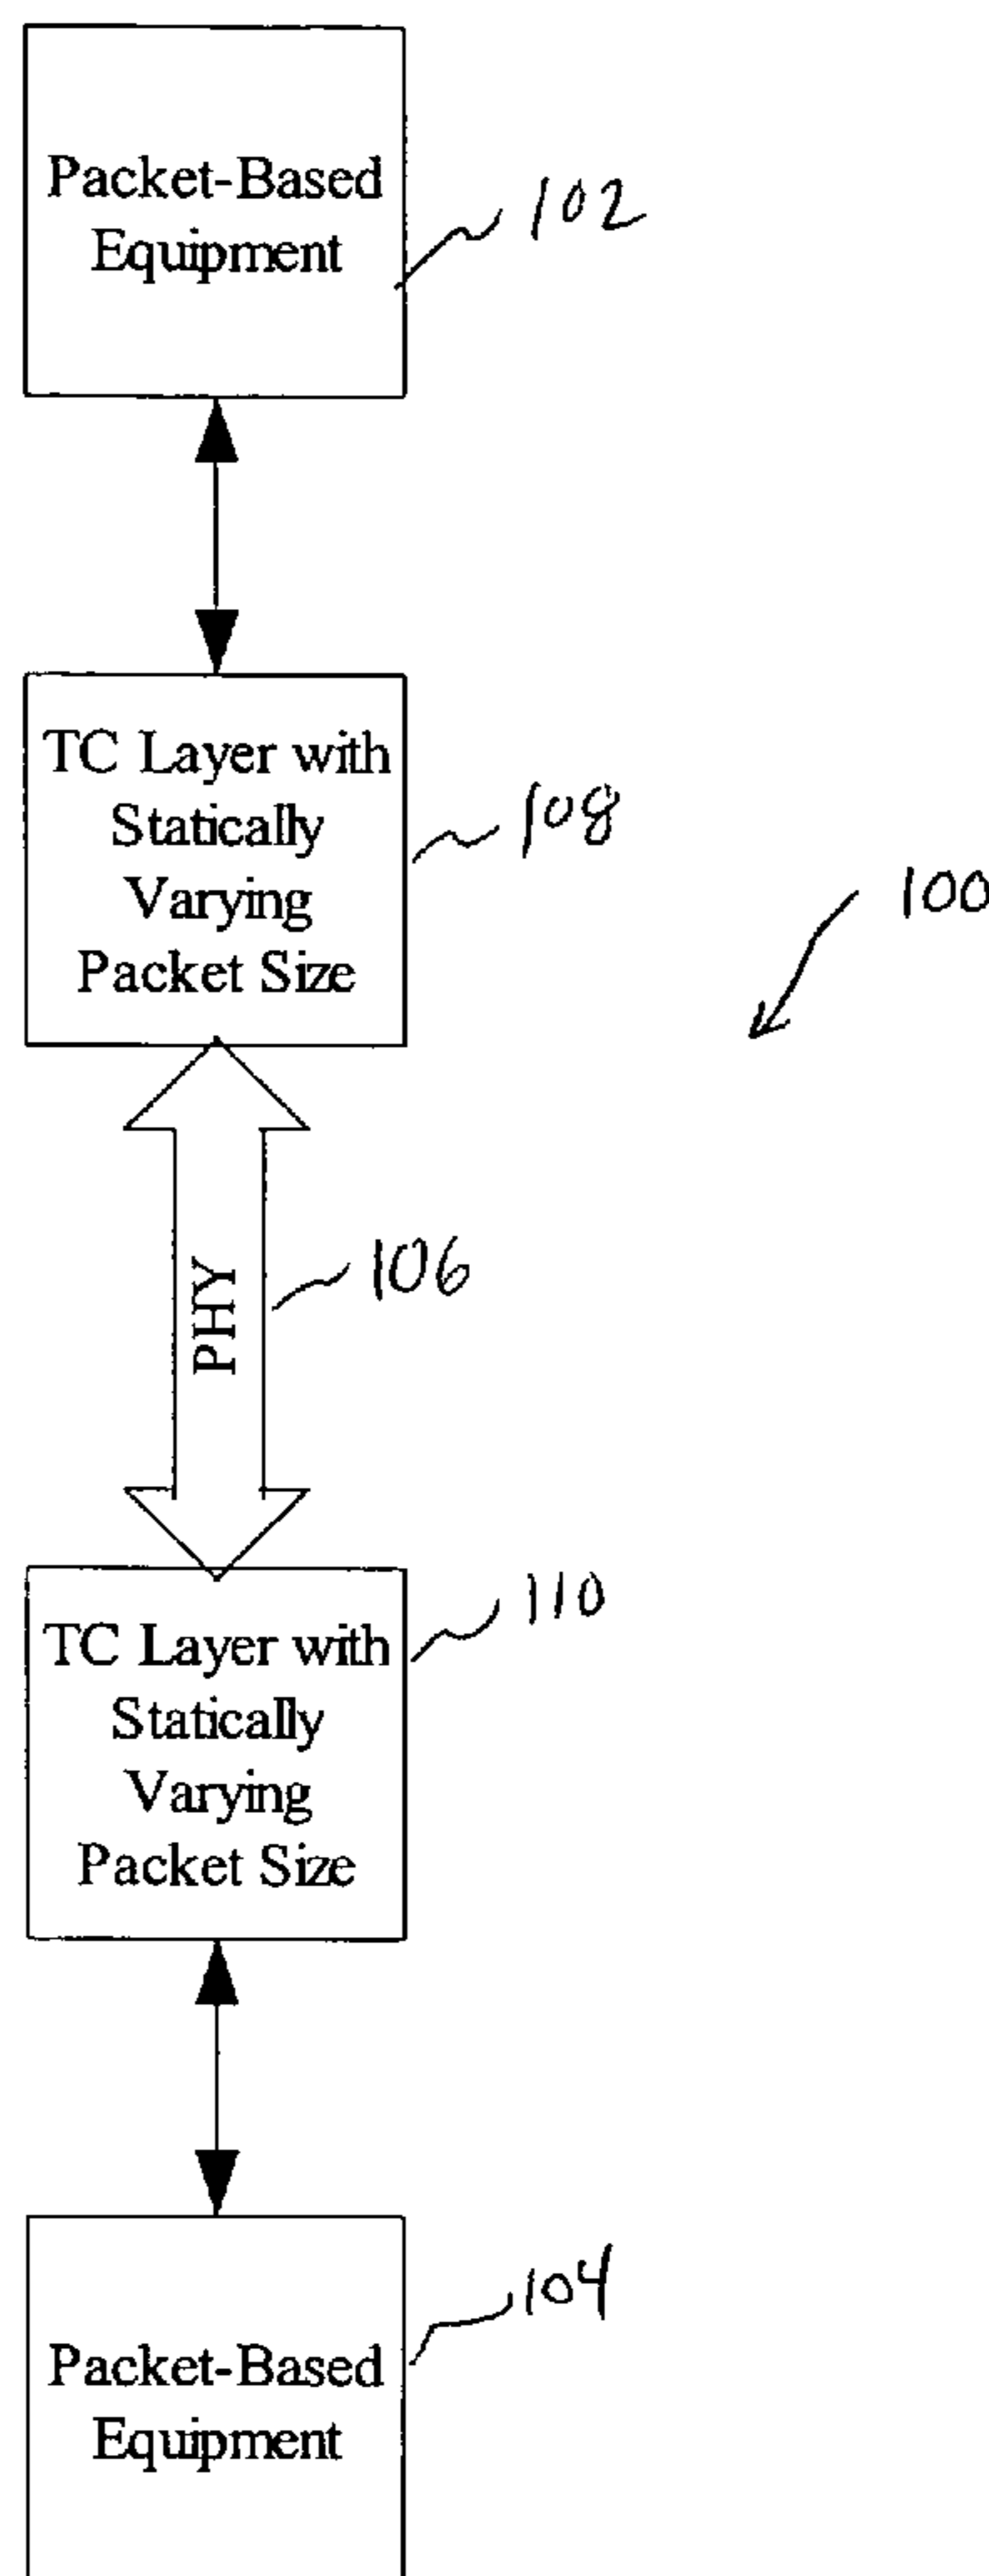 Packet-Based
Equipment
102
TC Layer with
Statically
Varying
Packet Size
108
100
PHY
106
TC Layer with
Statically
Varying
Packet Size
110
Packet-Based
Equipment
104